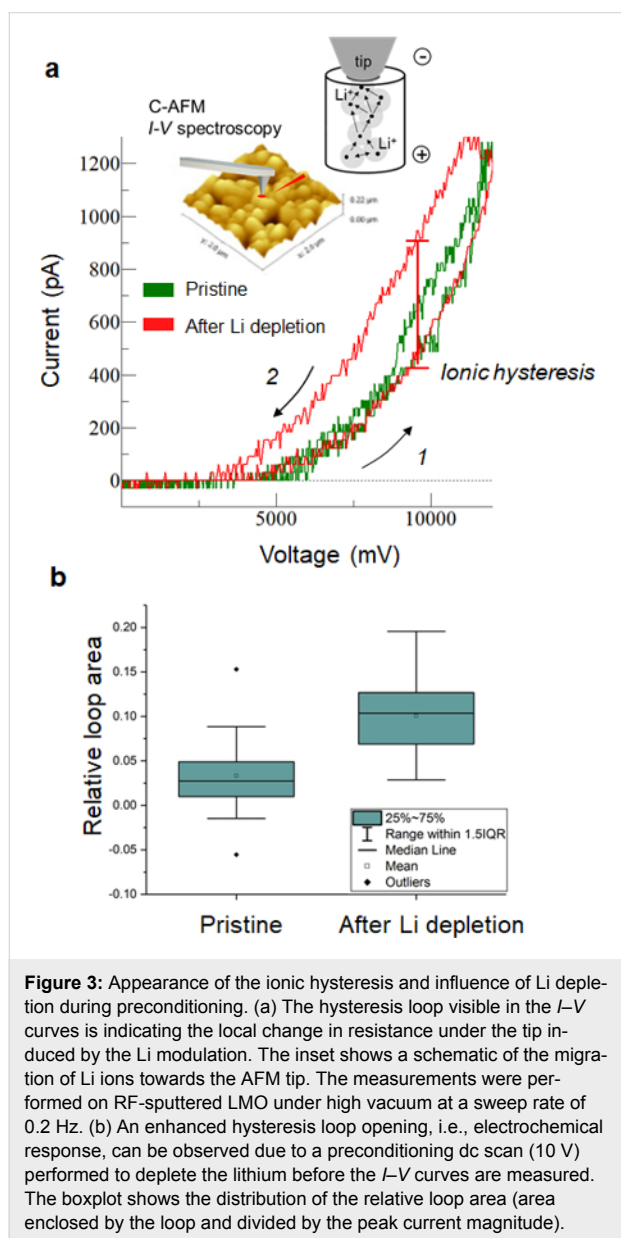 a
tip
−
Li⁺
Li⁺
+
C-AFM
I-V spectroscopy
0.22 µm
0.00 µm
x: 2.0 µm
y: 2.0 µm
Pristine
After Li depletion
1200
1000
800
600
400
200
0
Current (pA)
2
1
Ionic hysteresis
5000
10000
Voltage (mV)
b
0.20
0.15
0.10
0.05
0.00
-0.05
-0.10
Relative loop area
25%~75%
Range within 1.5IQR
Median Line
Mean
Outliers
Pristine
After Li depletion
Figure 3: Appearance of the ionic hysteresis and influence of Li deple-
tion during preconditioning. (a) The hysteresis loop visible in the I–V
curves is indicating the local change in resistance under the tip in-
duced by the Li modulation. The inset shows a schematic of the migra-
tion of Li ions towards the AFM tip. The measurements were per-
formed on RF-sputtered LMO under high vacuum at a sweep rate of
0.2 Hz. (b) An enhanced hysteresis loop opening, i.e., electrochemical
response, can be observed due to a preconditioning dc scan (10 V)
performed to deplete the lithium before the I–V curves are measured.
The boxplot shows the distribution of the relative loop area (area
enclosed by the loop and divided by the peak current magnitude).